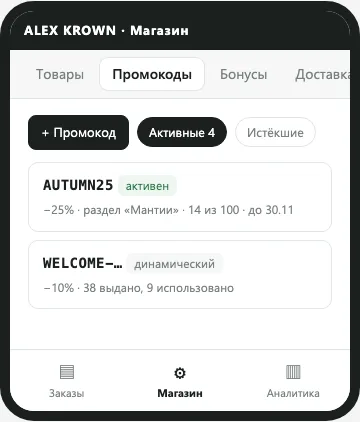 ALEX KROWN · Магазин
Товары Промокоды Бонусы Доставка
+ Промокод Активные 4 Истёкшие
AUTUMN25 активен
−25% · раздел «Мантии» · 14 из 100 · до 30.11
WELCOME-… динамический
−10% · 38 выдано, 9 использовано
Заказы Магазин Аналитика